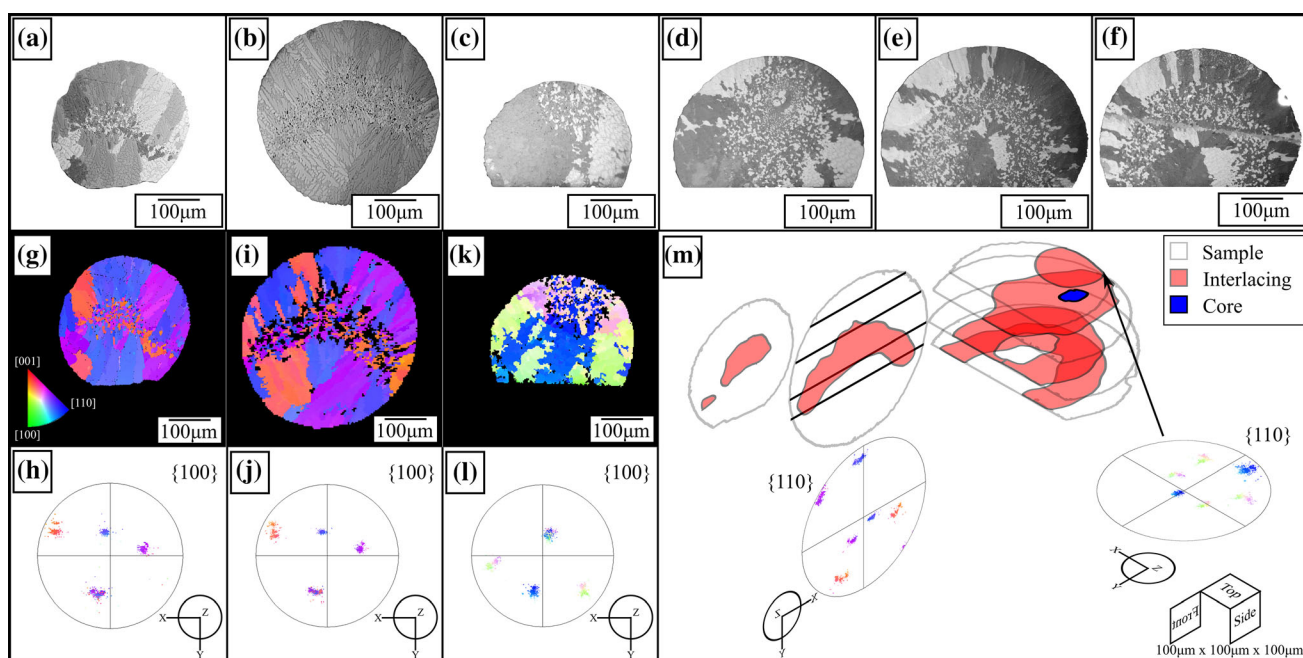 (a)
(b)
(c)
(d)
(e)
(f)
100μm
100μm
100μm
100μm
100μm
100μm
(g)
(i)
(k)
(m)
Sample
Interlacing
Core
[001]
[110]
[100]
100μm
100μm
100μm
(h)
{100}
(j)
{100}
(l)
{100}
{110}
{110}
X
Z
Y
X
Z
Y
X
Z
Y
X
Z
Y
X
Z
Y
Front
Top
Side
100μm x 100μm x 100μm